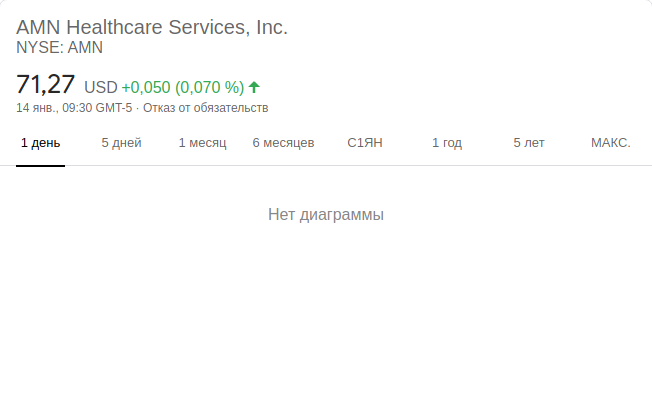 AMN Healthcare Services, Inc.
NYSE: AMN
71,27 USD +0,050 (0,070 %)
14 янв., 09:30 GMT-5 · Отказ от обязательств
1 день 5 дней 1 месяц 6 месяцев С1ЯН 1 год 5 лет МАКС.
Нет диаграммы